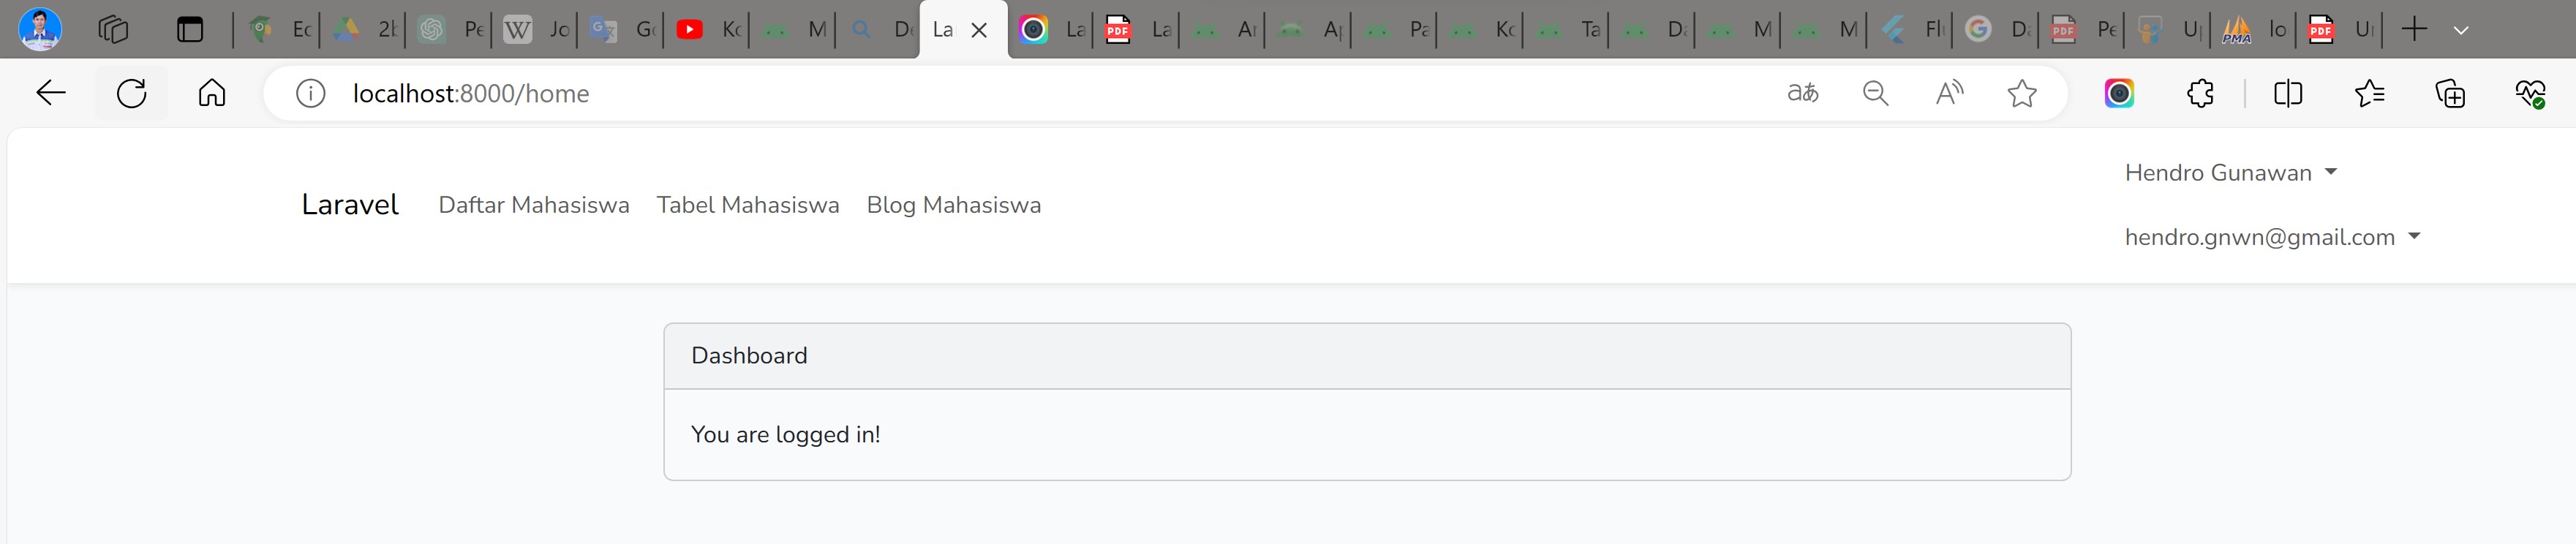 Ec 2k Pe Jo Go Kc M De La La La Ar Ap Pa Kc Ta Da M M Fl Da Pe Up lo Ur
localhost:8000/home
Laravel Daftar Mahasiswa Tabel Mahasiswa Blog Mahasiswa
Hendro Gunawan
hendro.gnwn@gmail.com
Dashboard
You are logged in!